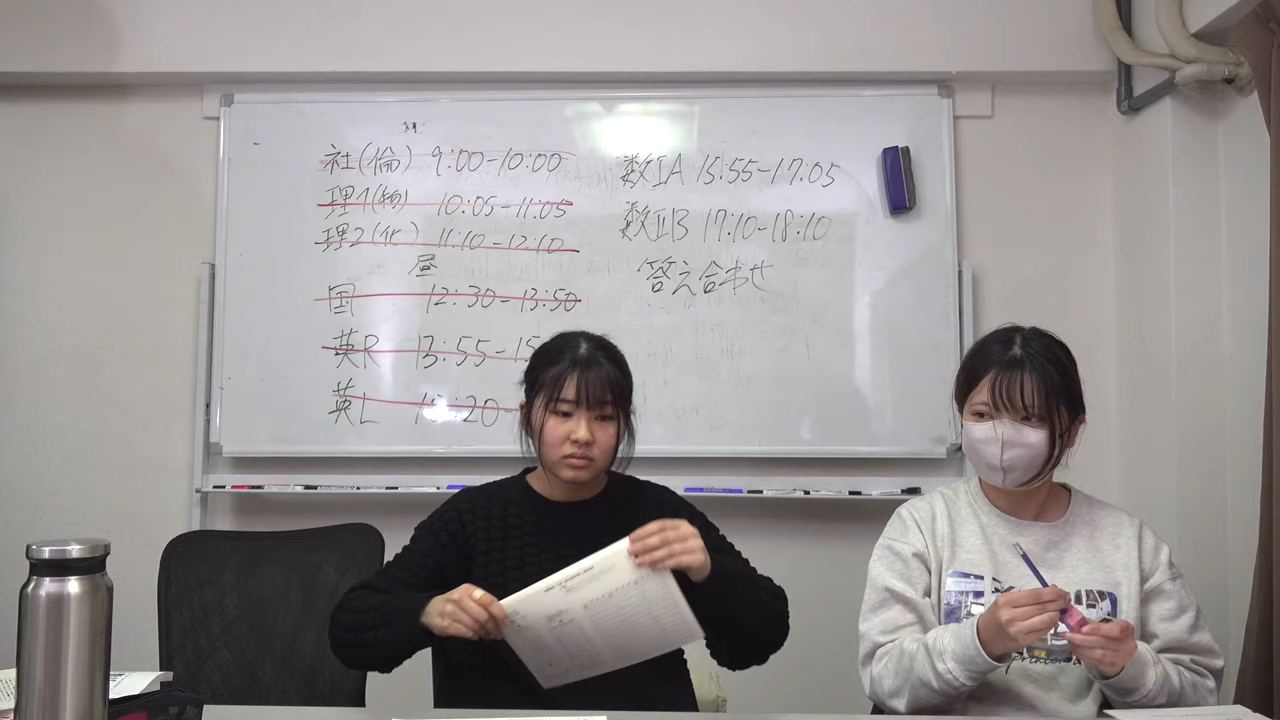 社(倫) 9:00-10:00
理1(物) 10:05-11:05
理2(化) 11:10-12:10
昼
国 12:30-13:50
英R 13:55-15
英L 15:20-
数ⅠA 15:55-17:05
数ⅡB 17:10-18:10
答え合わせ